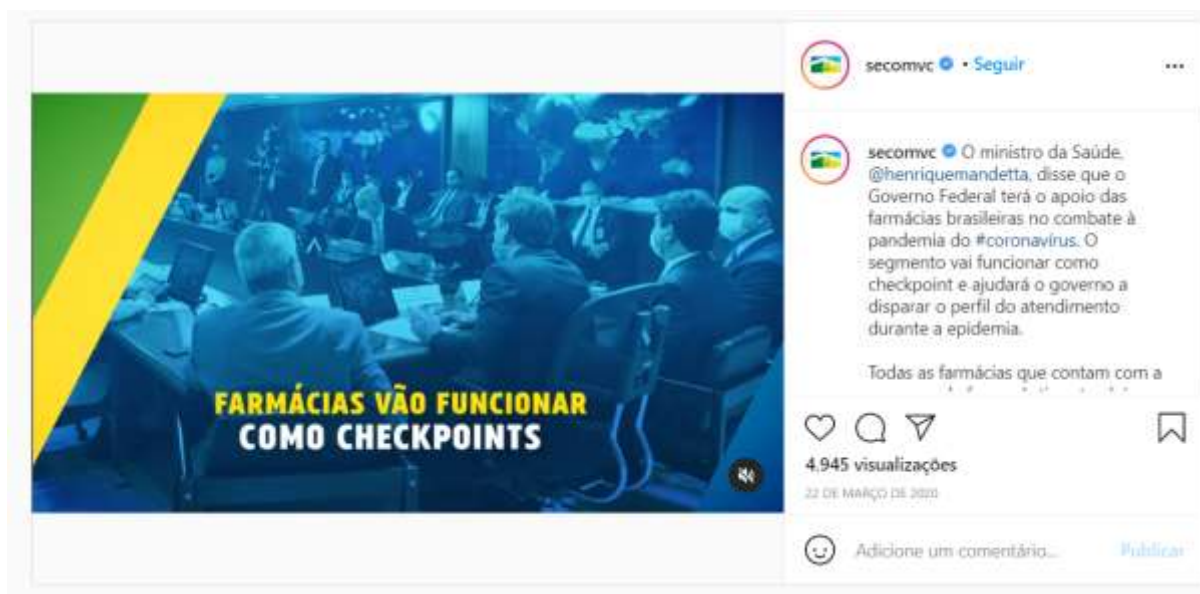 secomvc • Seguir
secomvc O ministro da Saúde,
@henriquemandetta, disse que o
Governo Federal terá o apoio das
farmácias brasileiras no combate à
pandemia do #coronavírus. O
segmento vai funcionar como
checkpoint e ajudará o governo a
disparar o perfil do atendimento
durante a epidemia.
Todas as farmácias que contam com a
FARMÁCIAS VÃO FUNCIONAR
COMO CHECKPOINTS
4.945 visualizações
22 DE MARÇO DE 2020
Adicione um comentário... Publicar